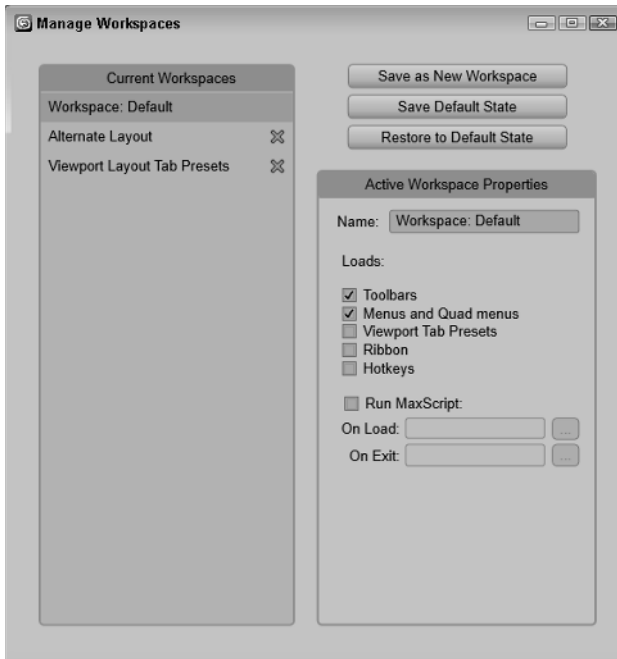 Manage Workspaces
Current Workspaces
Workspace: Default
Alternate Layout
Viewport Layout Tab Presets
Save as New Workspace
Save Default State
Restore to Default State
Active Workspace Properties
Name: Workspace: Default
Loads:
Toolbars
Menus and Quad menus
Viewport Tab Presets
Ribbon
Hotkeys
Run MaxScript:
On Load: ...
On Exit: ...